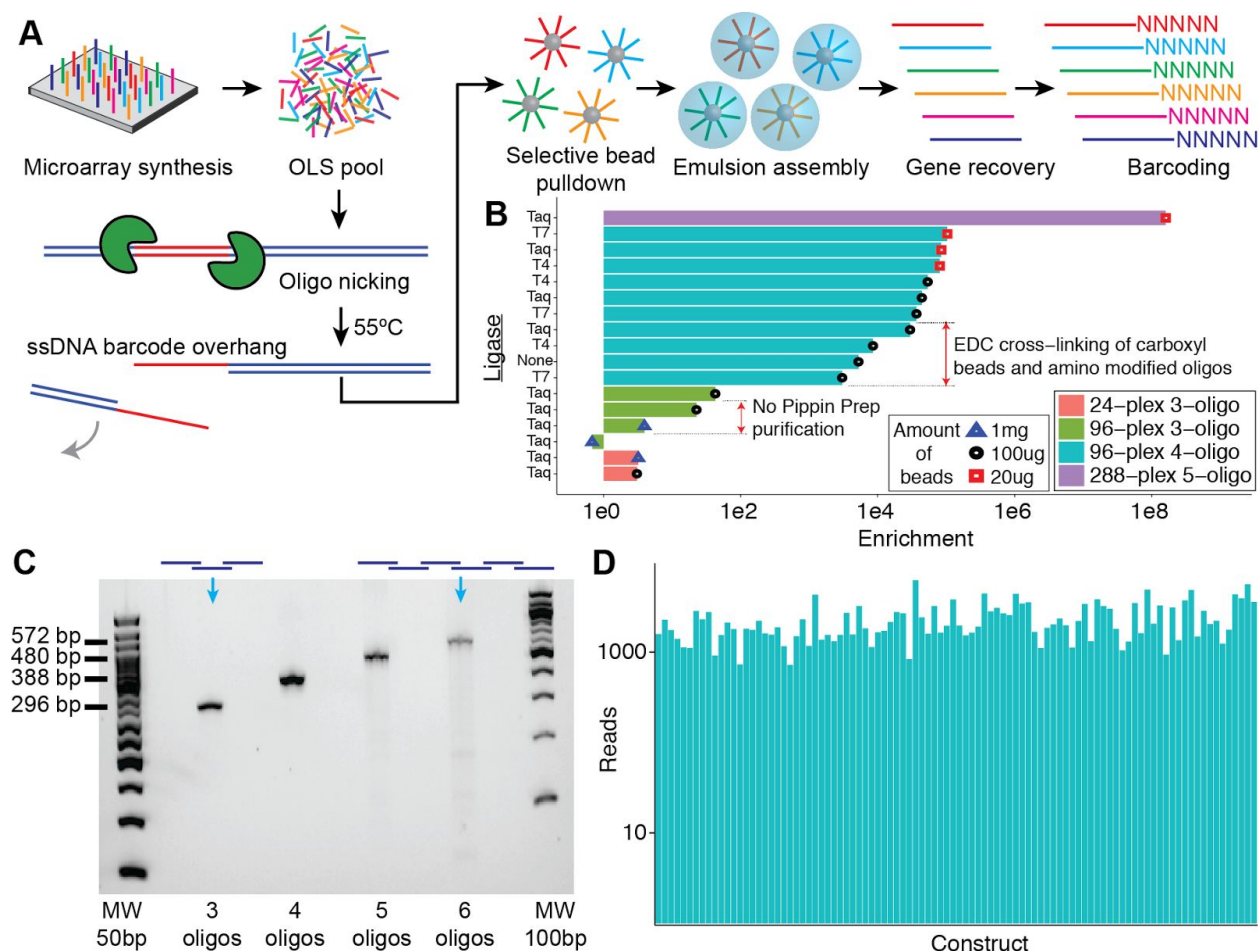 A
Microarray synthesis
OLS pool
Selective bead
pulldown
Emulsion assembly
Gene recovery
Barcoding
NNNNN
NNNNN
NNNNN
NNNNN
NNNNN
NNNNN
Oligo nicking
55ºC
ssDNA barcode overhang
B
Ligase
Taq
T7
Taq
T4
T4
Taq
T7
Taq
T4
None
T7
Taq
Taq
Taq
Taq
Taq
Taq
EDC cross-linking of carboxyl
beads and amino modified oligos
No Pippin Prep
purification
Amount
of
beads
1mg
100ug
20ug
24-plex 3-oligo
96-plex 3-oligo
96-plex 4-oligo
288-plex 5-oligo
1e0
1e2
1e4
1e6
1e8
Enrichment
C
572 bp
480 bp
388 bp
296 bp
MW
50bp
3
oligos
4
oligos
5
oligos
6
oligos
MW
100bp
D
Reads
1000
10
Construct